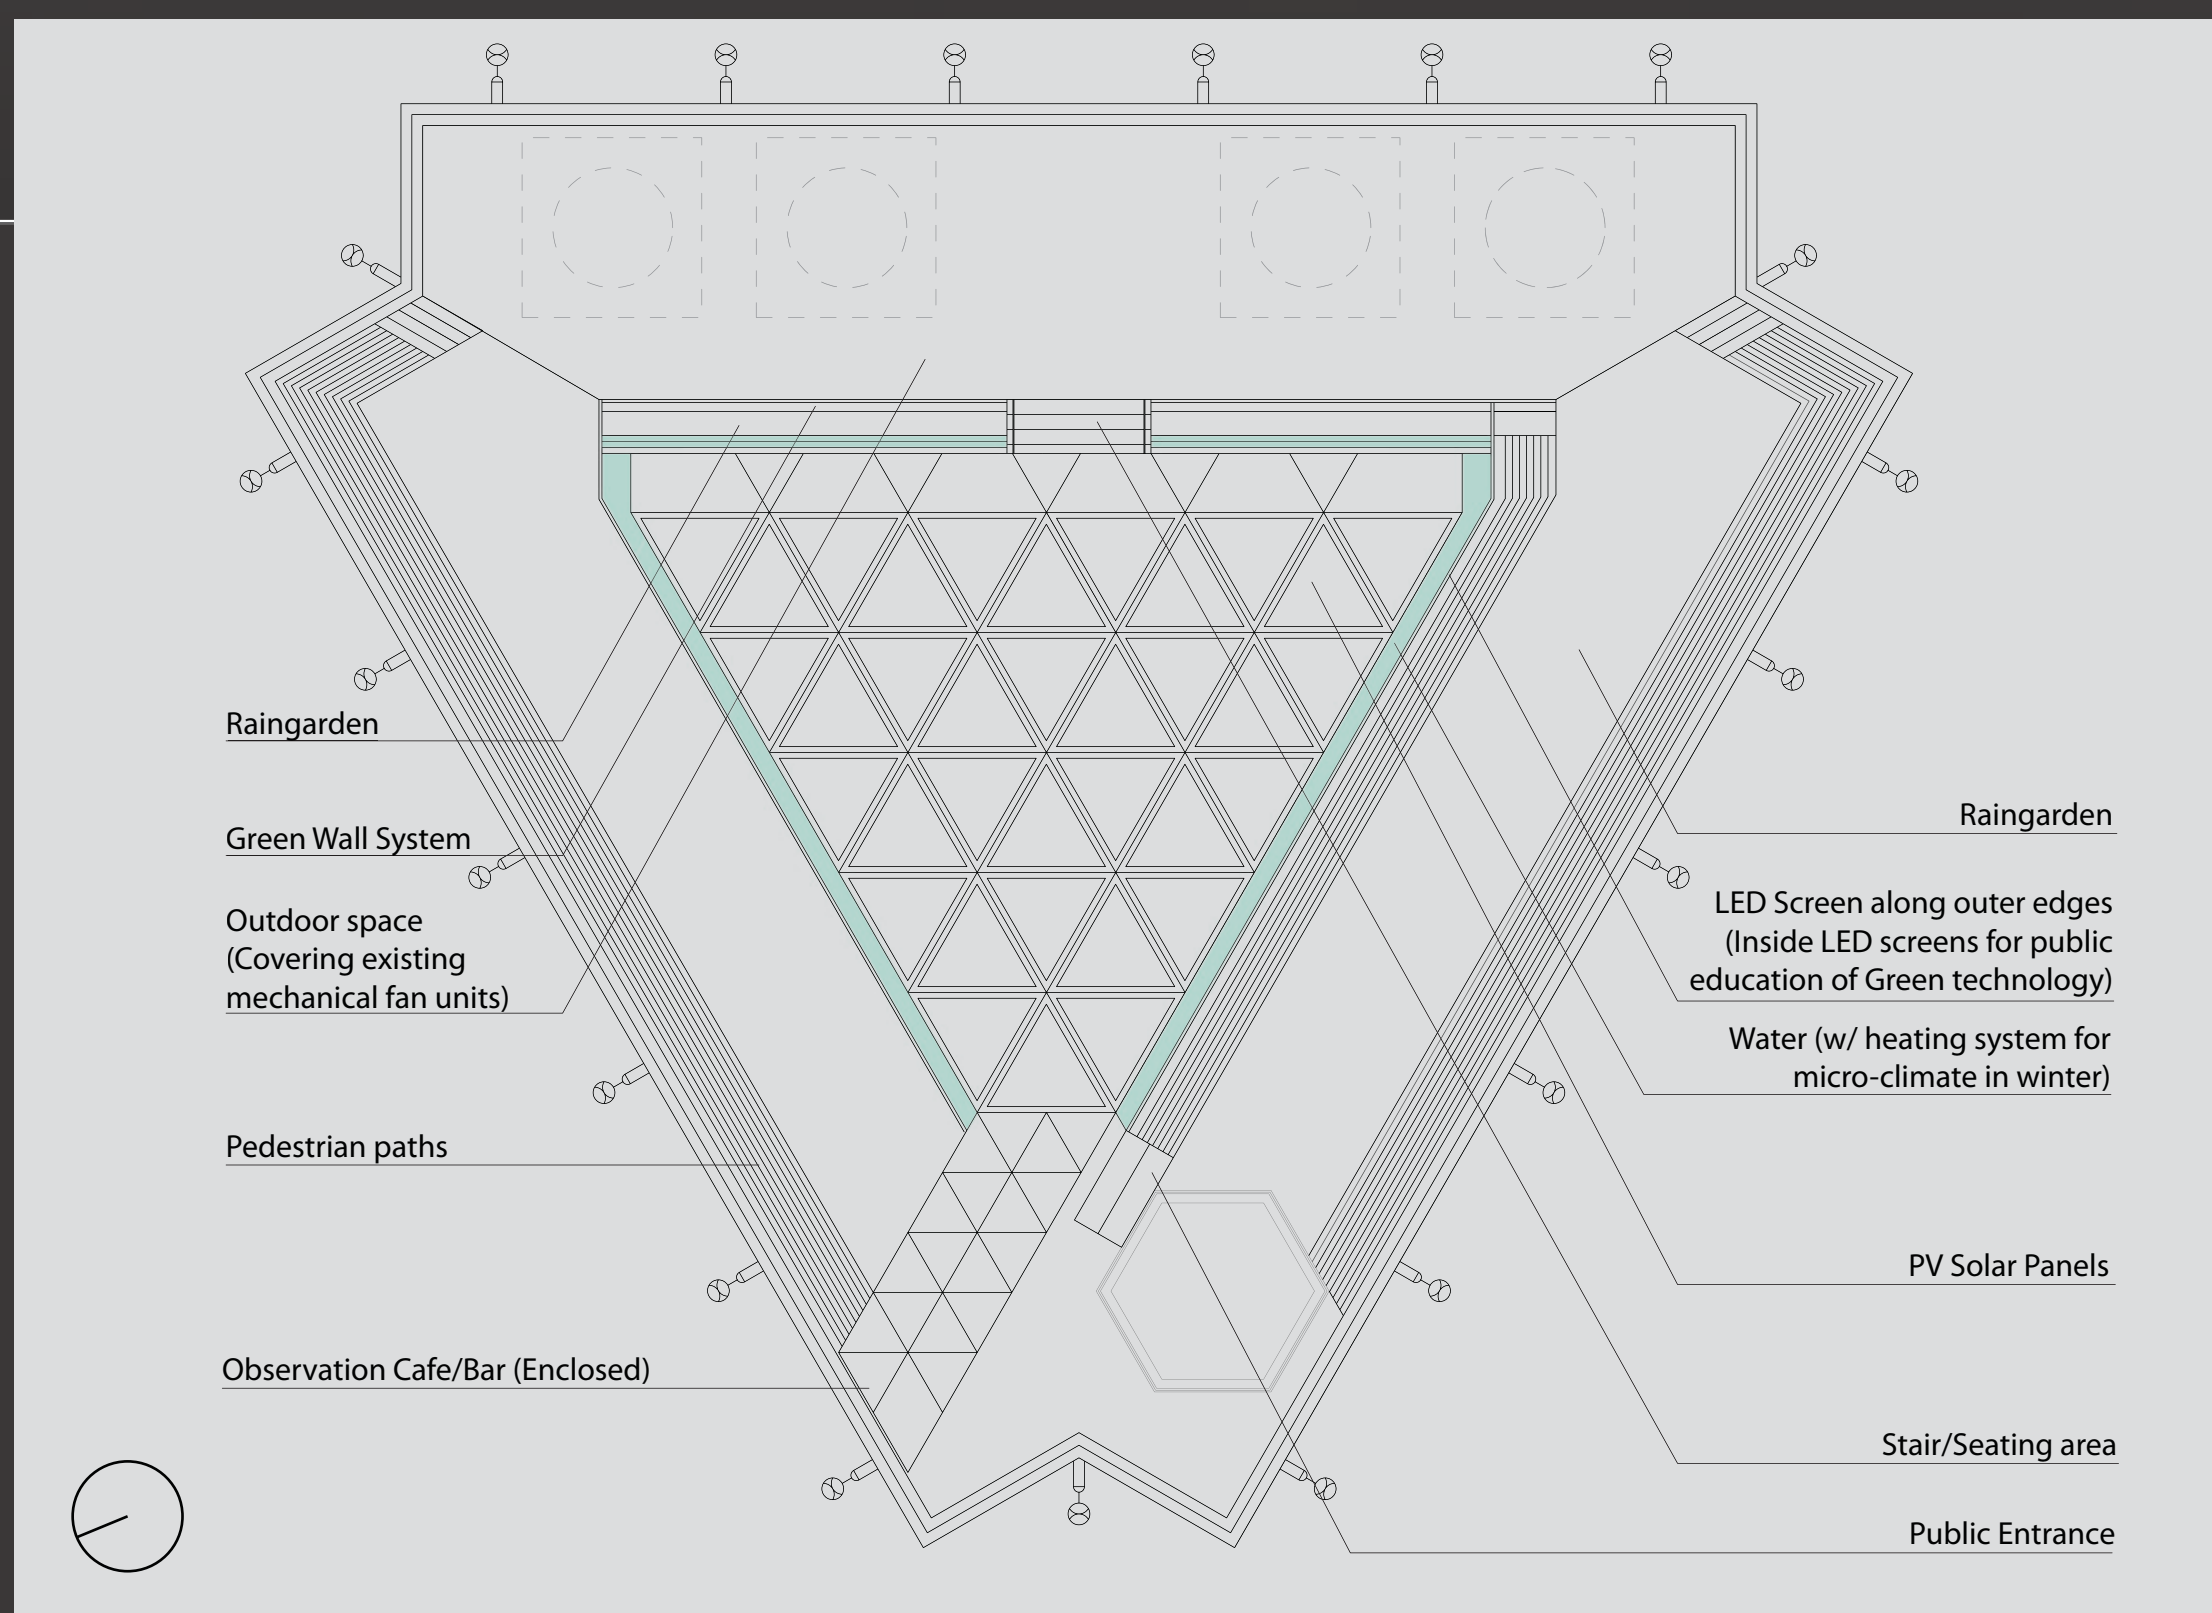 Raingarden
Green Wall System
Outdoor space
(Covering existing
mechanical fan units)
Pedestrian paths
Observation Cafe/Bar (Enclosed)
Raingarden
LED Screen along outer edges
(Inside LED screens for public
education of Green technology)
Water (w/ heating system for
micro-climate in winter)
PV Solar Panels
Stair/Seating area
Public Entrance